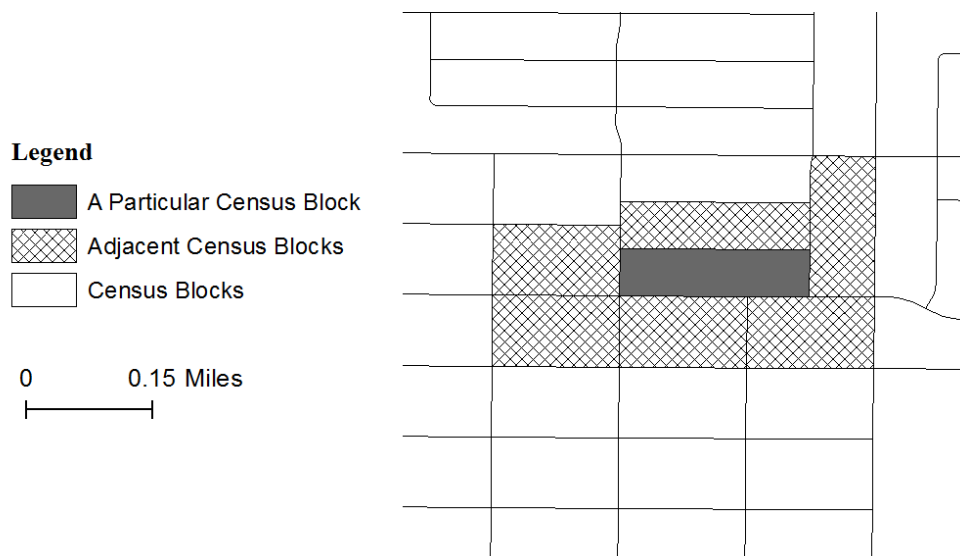 Legend
A Particular Census Block
Adjacent Census Blocks
Census Blocks
0 0.15 Miles